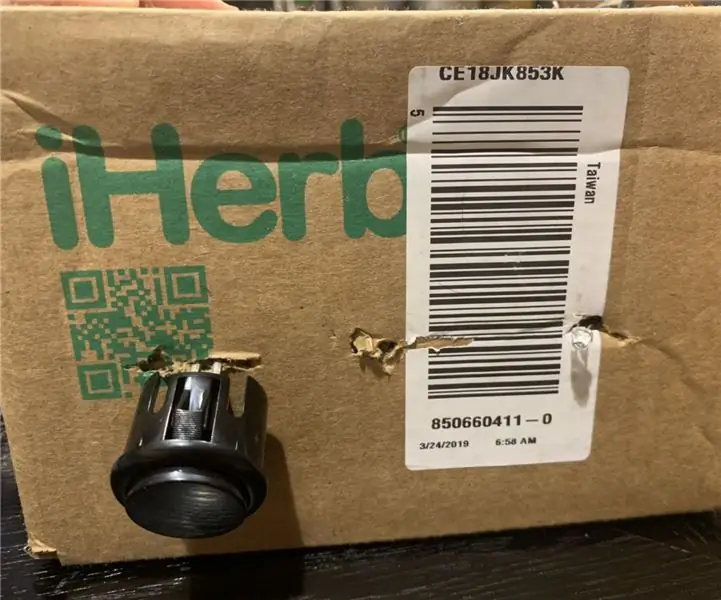 CE18JK853K
5
iHerb
Taiwan
850660411-0
3/24/2019 6:58 AM